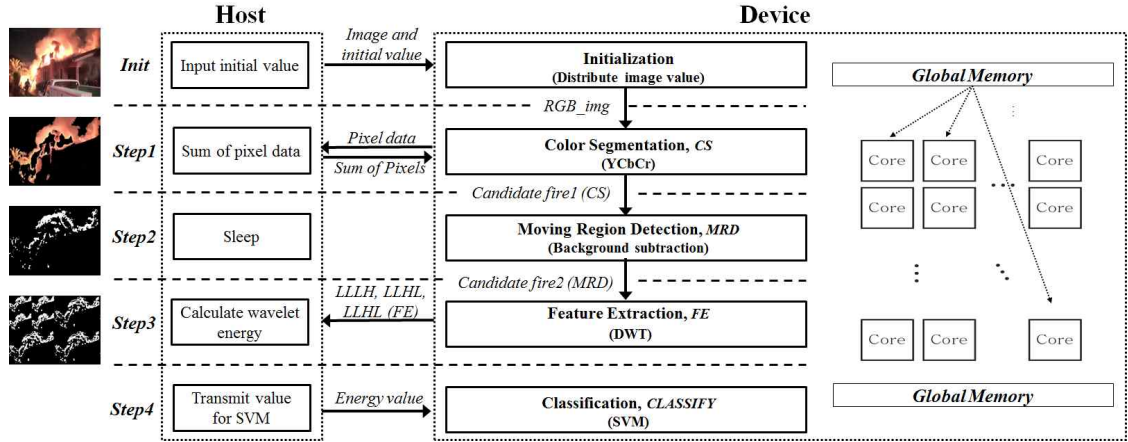 Host
Device
Init
Input initial value
Image and
initial value
Initialization
(Distribute image value)
Global Memory
RGB_img
Step1
Sum of pixel data
Pixel data
Sum of Pixels
Color Segmentation, CS
(YCbCr)
Core Core Core
Core Core Core
Candidate fire1 (CS)
Step2
Sleep
Moving Region Detection, MRD
(Background subtraction)
Candidate fire2 (MRD)
Step3
Calculate wavelet
energy
LLLH, LLHL,
LLHL (FE)
Feature Extraction, FE
(DWT)
Core Core Core
Step4
Transmit value
for SVM
Energy value
Classification, CLASSIFY
(SVM)
Global Memory